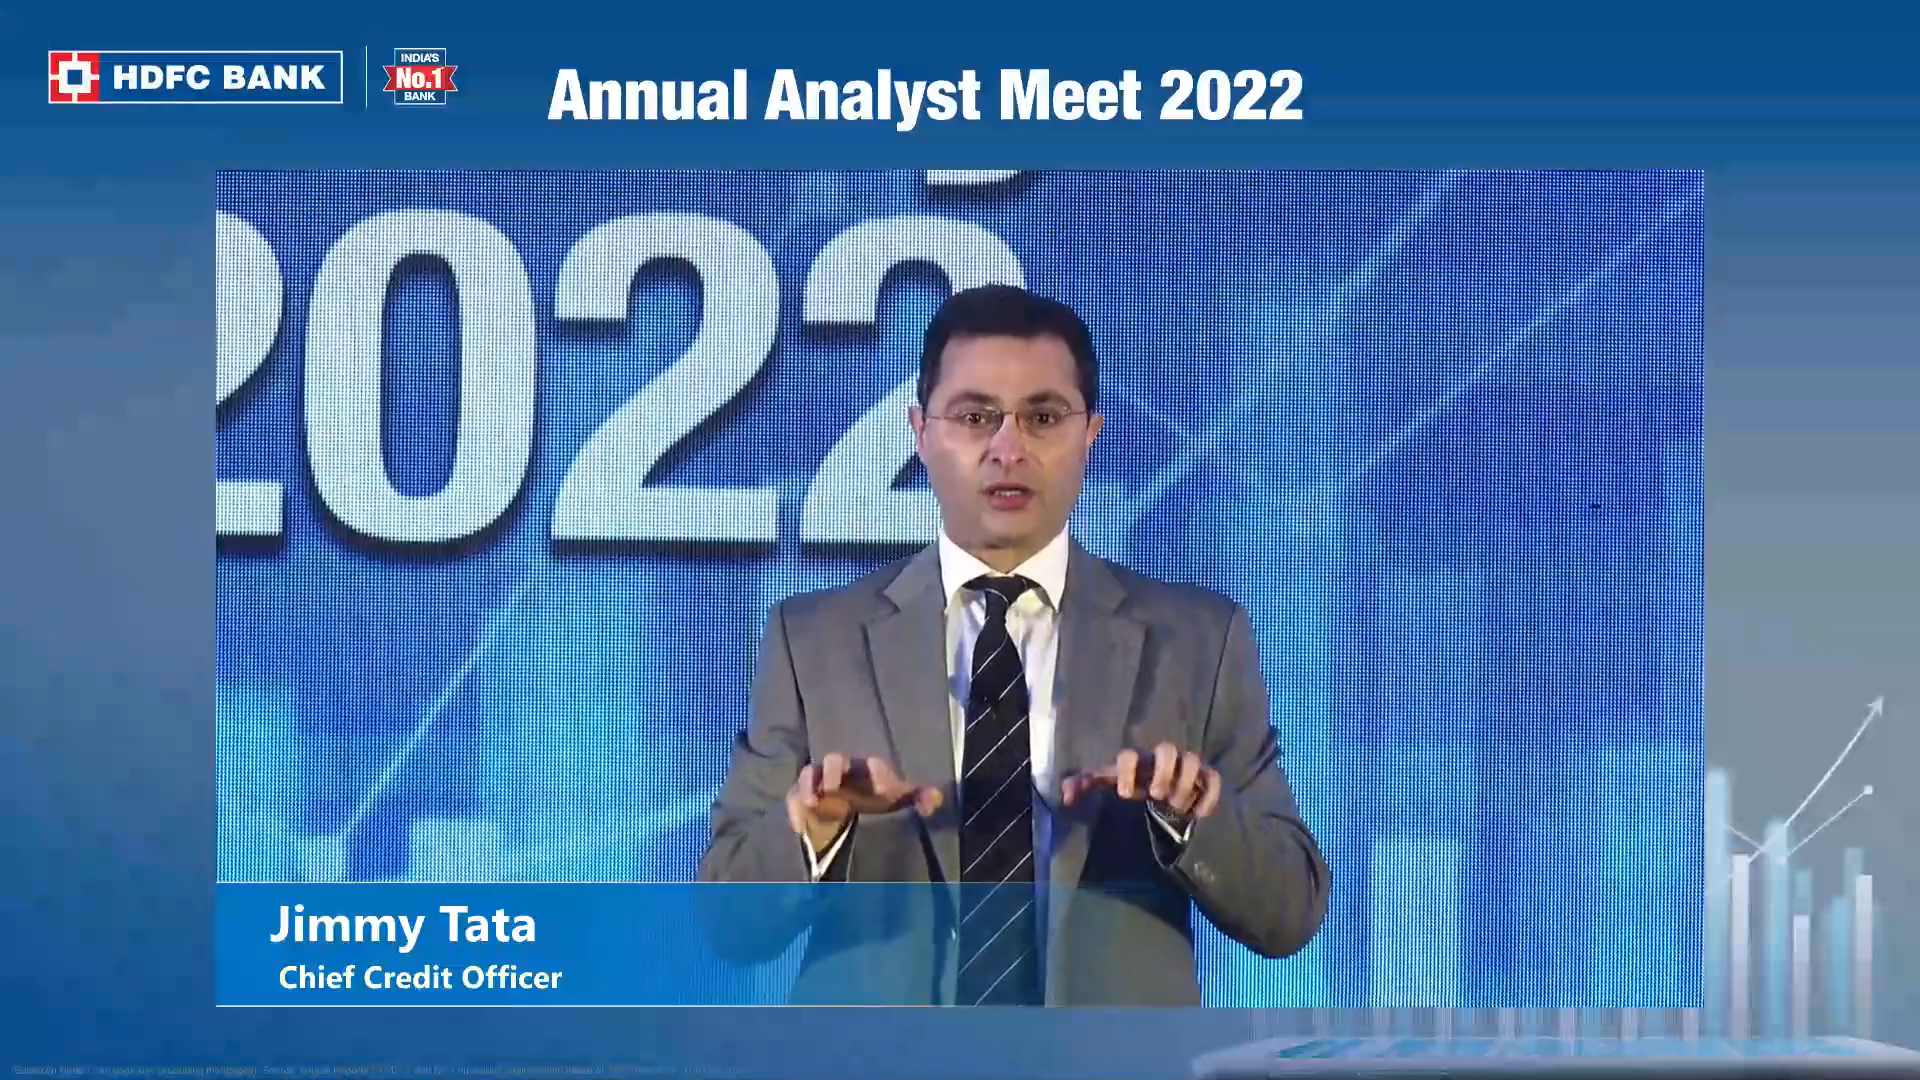 HDFC BANK
INDIA'S
No.1
BANK
Annual Analyst Meet 2022
2022
Jimmy Tata
Chief Credit Officer